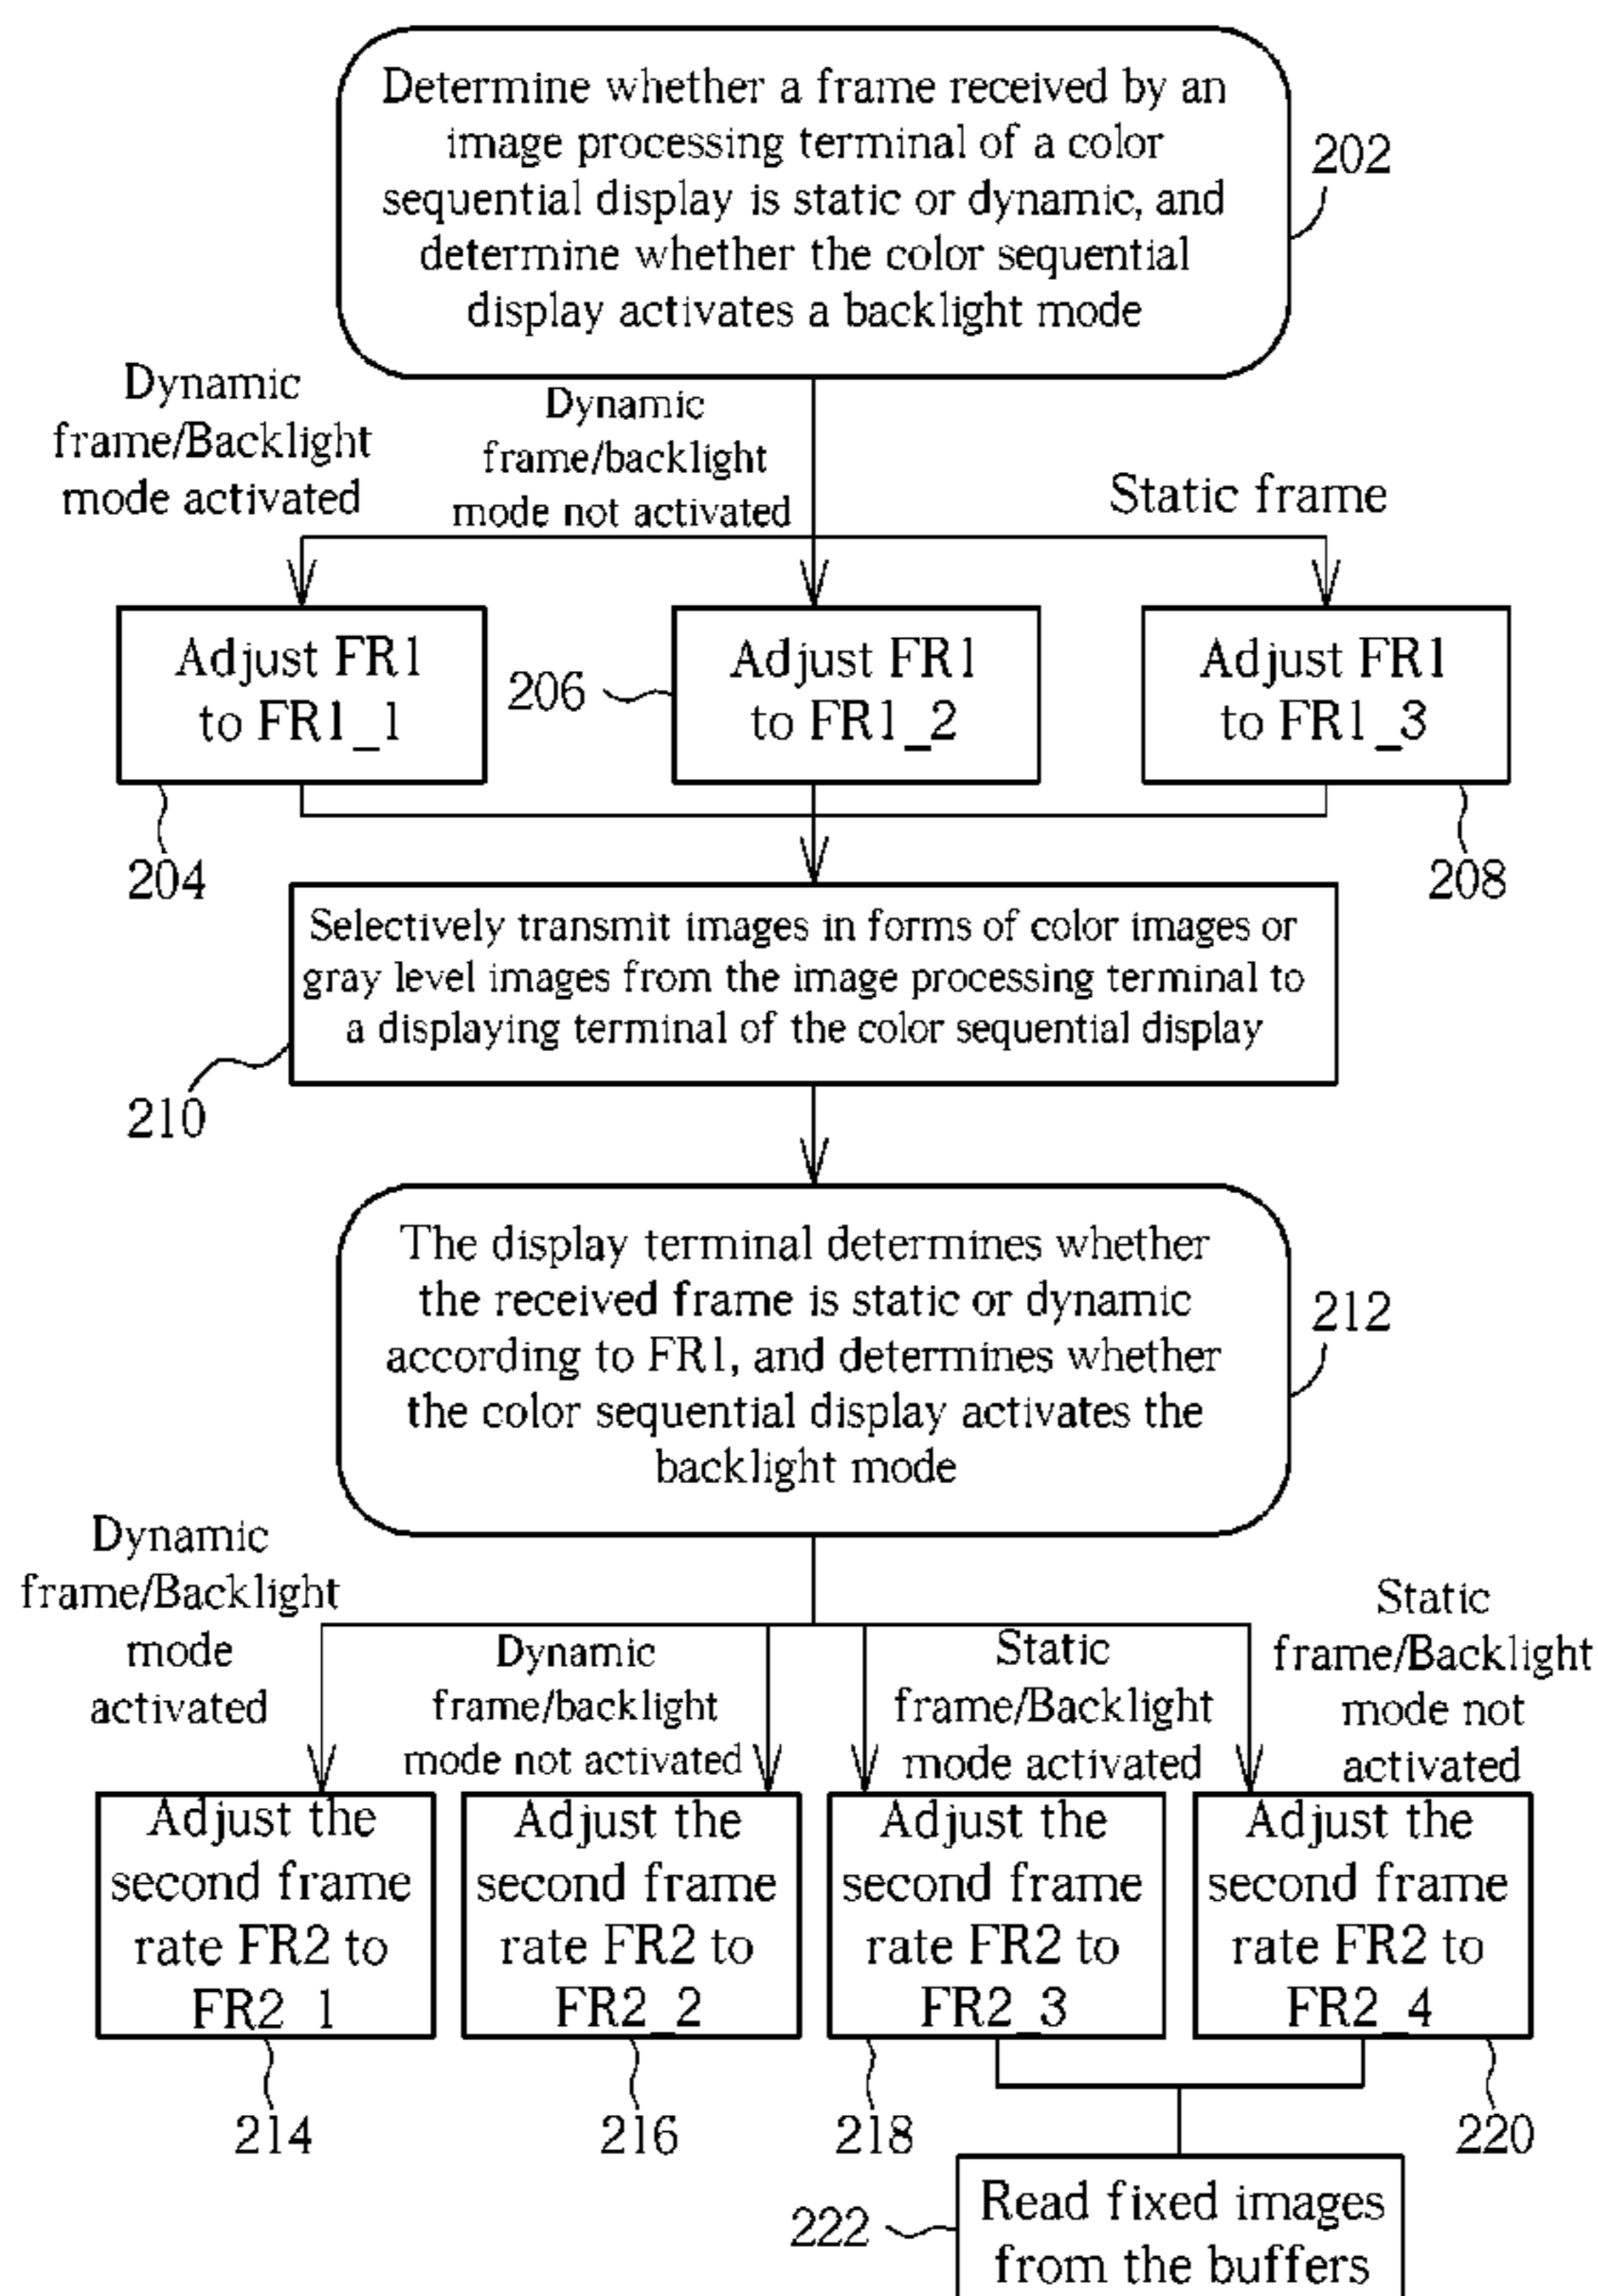 Determine whether a frame received by an
image processing terminal of a color
sequential display is static or dynamic, and
determine whether the color sequential
display activates a backlight mode
202
Dynamic
frame/Backlight
mode activated
Dynamic
frame/backlight
mode not activated
Static frame
Adjust FR1
to FR1_1
204
206
Adjust FR1
to FR1_2
Adjust FR1
to FR1_3
208
Selectively transmit images in forms of color images or
gray level images from the image processing terminal to
a displaying terminal of the color sequential display
210
The display terminal determines whether
the received frame is static or dynamic
according to FR1, and determines whether
the color sequential display activates the
backlight mode
212
Dynamic
frame/Backlight
mode
activated
Dynamic
frame/backlight
mode not activated
Static
frame/Backlight
mode activated
Static
frame/Backlight
mode not
activated
Adjust the
second frame
rate FR2 to
FR2_1
214
Adjust the
second frame
rate FR2 to
FR2_2
216
Adjust the
second frame
rate FR2 to
FR2_3
218
Adjust the
second frame
rate FR2 to
FR2_4
220
222
Read fixed images
from the buffers